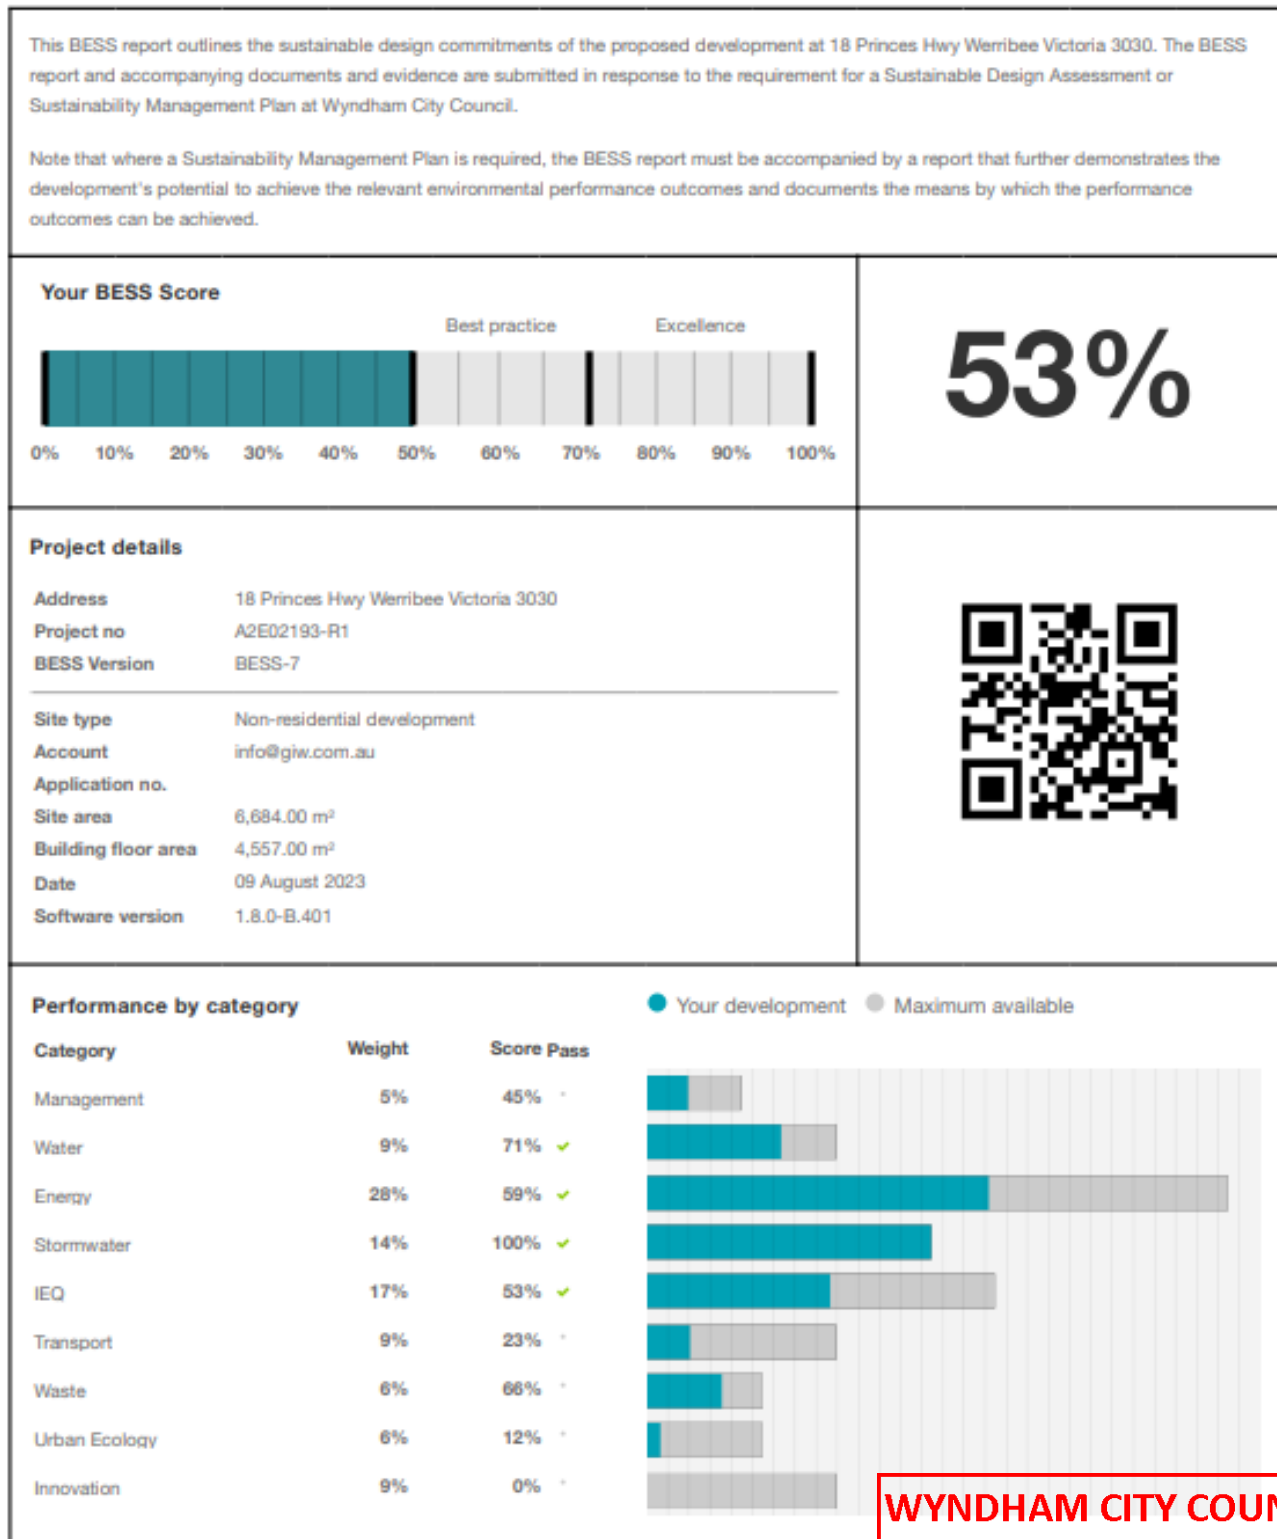 This BESS report outlines the sustainable design commitments of the proposed development at 18 Princes Hwy Werribee Victoria 3030. The BESS
report and accompanying documents and evidence are submitted in response to the requirement for a Sustainable Design Assessment or
Sustainability Management Plan at Wyndham City Council.
Note that where a Sustainability Management Plan is required, the BESS report must be accompanied by a report that further demonstrates the
development's potential to achieve the relevant environmental performance outcomes and documents the means by which the performance
outcomes can be achieved.
Your BESS Score
Best practice Excellence
0% 10% 20% 30% 40% 50% 60% 70% 80% 90% 100%
53%
Project details
Address 18 Princes Hwy Werribee Victoria 3030
Project no A2E02193-R1
BESS Version BESS-7
Site type Non-residential development
Account info@giw.com.au
Application no.
Site area 6,684.00 m²
Building floor area 4,557.00 m²
Date 09 August 2023
Software version 1.8.0-B.401
Performance by category
Your development Maximum available
Category Weight Score Pass
Management 5% 45% •
Water 9% 71% ✔
Energy 28% 59% ✔
Stormwater 14% 100% ✔
IEQ 17% 53% ✔
Transport 9% 23% •
Waste 6% 66% •
Urban Ecology 6% 12% •
Innovation 9% 0% •
WYNDHAM CITY COUN